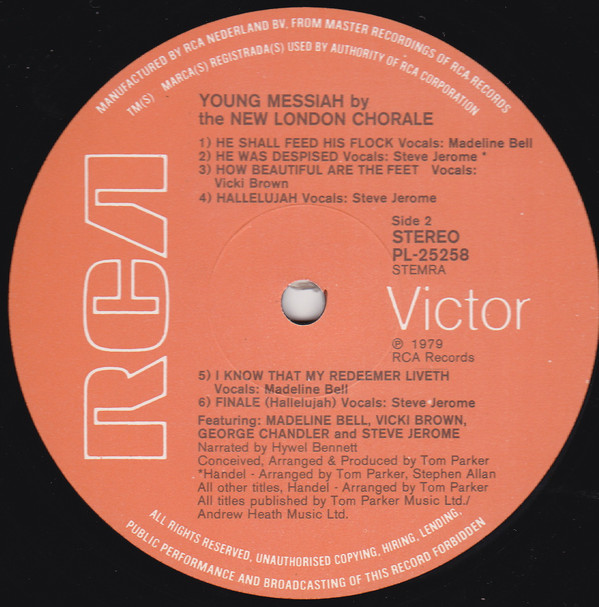 MANUFACTURED BY RCA NEDERLAND BV, FROM MASTER RECORDINGS OF RCA RECORDS
TM(S) MARCA(S) REGISTRADA(S) USED BY AUTHORITY OF RCA CORPORATION
YOUNG MESSIAH by
the NEW LONDON CHORALE
1) HE SHALL FEED HIS FLOCK Vocals: Madeline Bell
2) HE WAS DESPISED Vocals: Steve Jerome *
3) HOW BEAUTIFUL ARE THE FEET Vocals:
Vicki Brown
4) HALLELUJAH Vocals: Steve Jerome
Side 2
STEREO
PL-25258
STEMRA
RCA
Victor
℗ 1979
RCA Records
5) I KNOW THAT MY REDEEMER LIVETH
Vocals: Madeline Bell
6) FINALE (Hallelujah) Vocals: Steve Jerome
Featuring: MADELINE BELL, VICKI BROWN,
GEORGE CHANDLER and STEVE JEROME
Narrated by Hywel Bennett
Conceived, Arranged & Produced by Tom Parker
*Handel - Arranged by Tom Parker, Stephen Allan
All other titles, Handel - Arranged by Tom Parker
All titles published by Tom Parker Music Ltd./
Andrew Heath Music Ltd.
ALL RIGHTS RESERVED, UNAUTHORISED COPYING, HIRING, LENDING,
PUBLIC PERFORMANCE AND BROADCASTING OF THIS RECORD FORBIDDEN